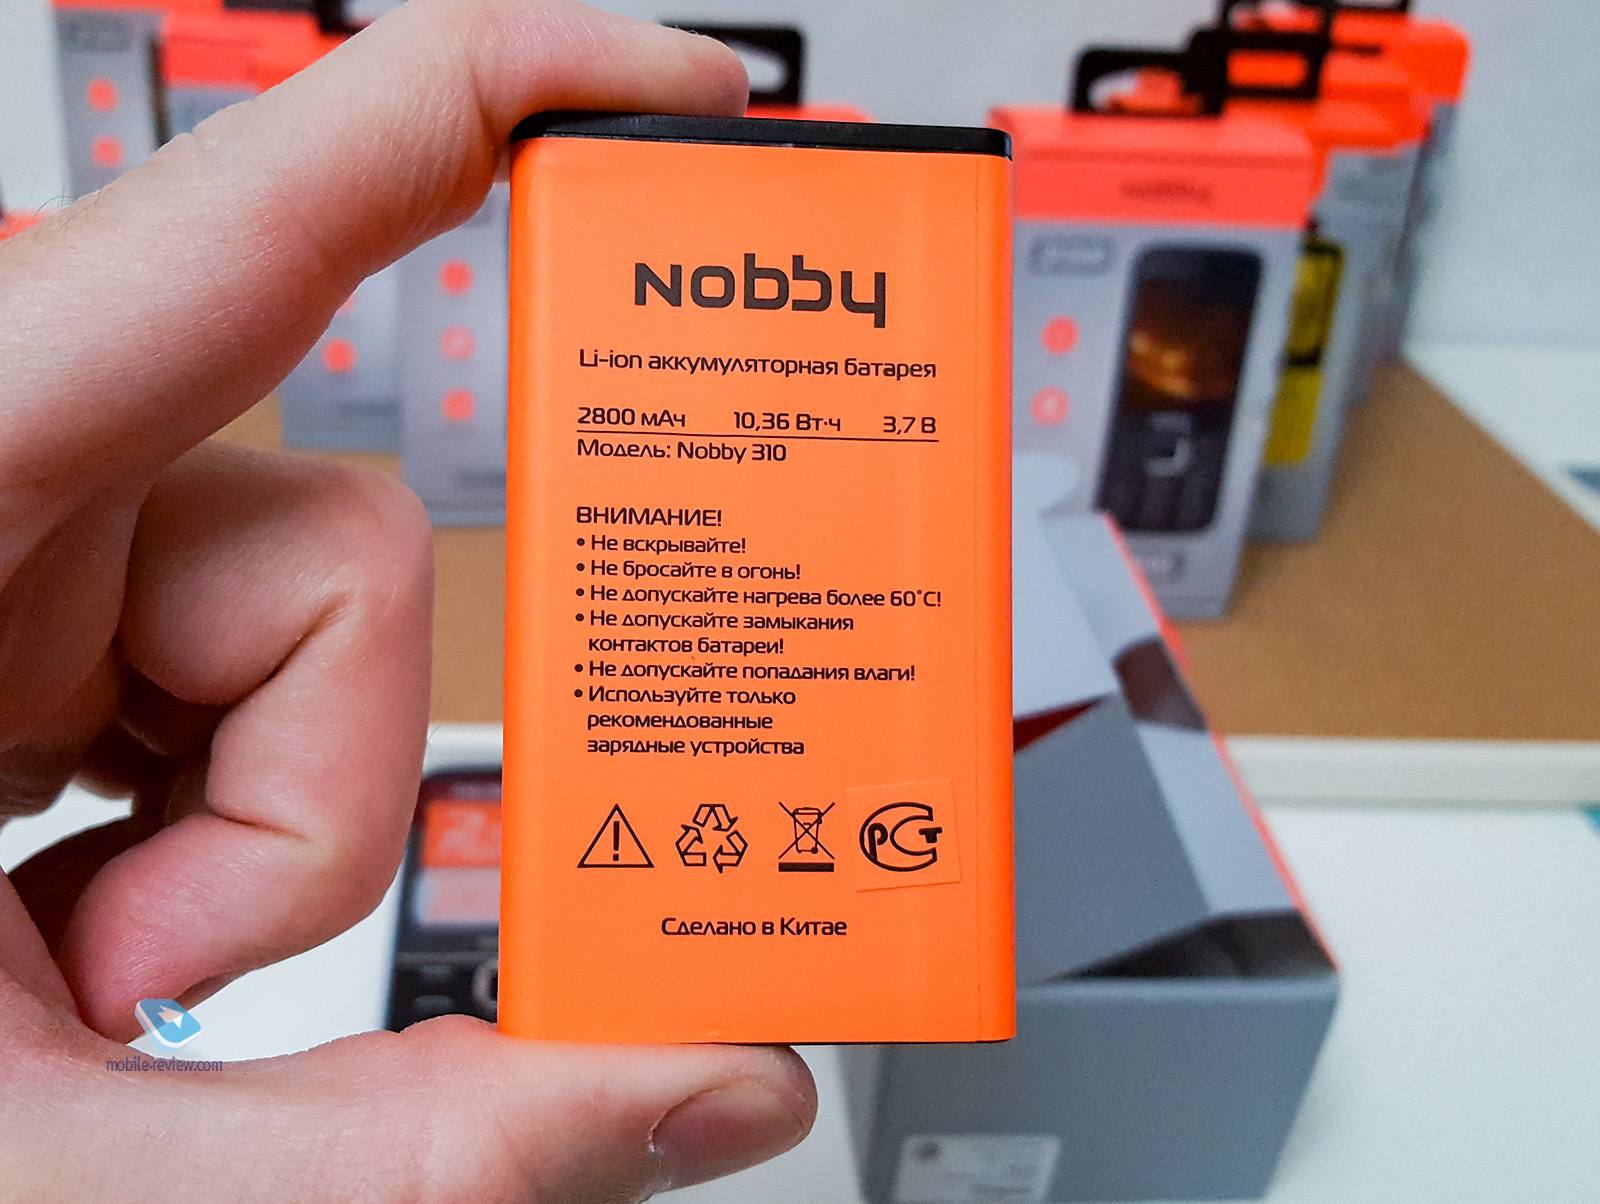 Nobby
Li-ion аккумуляторная батарея
2800 мАч 10,36 Вт·ч 3,7 В
Модель: Nobby 310
ВНИМАНИЕ!
• Не вскрывайте!
• Не бросайте в огонь!
• Не допускайте нагрева более 60°C!
• Не допускайте замыкания
контактов батареи!
• Не допускайте попадания влаги!
• Используйте только
рекомендованные
зарядные устройства
РСТ
Сделано в Китае
mobile-review.com
nobby